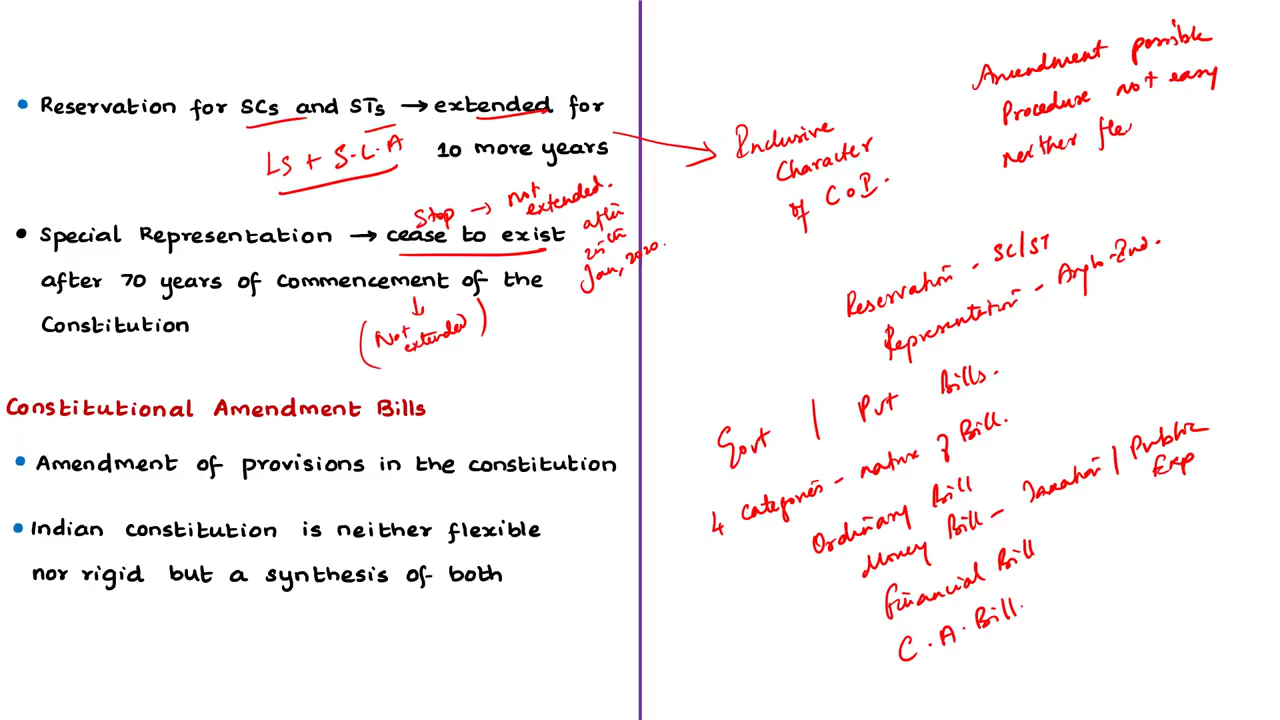 • Reservation for SCs and STs → extended for
LS + S.L.A
10 more years
Stop → not extended.
after
25th
Jan, 2020.
• Special Representation → cease to exist
after 70 years of commencement of the
Constitution
(Not extended)
Constitutional Amendment Bills
• Amendment of provisions in the constitution
• Indian constitution is neither flexible
nor rigid but a synthesis of both
Inclusive
Character
of CoI.
Amendment possible
Procedure not easy
neither fle
Reservation - SC/ST
Representation - Anglo-Ind.
Govt | Pvt Bills.
4 categories - nature of Bill.
Ordinary Bill
Money Bill - Taxation | Public
Exp
Financial Bill
C.A. Bill.